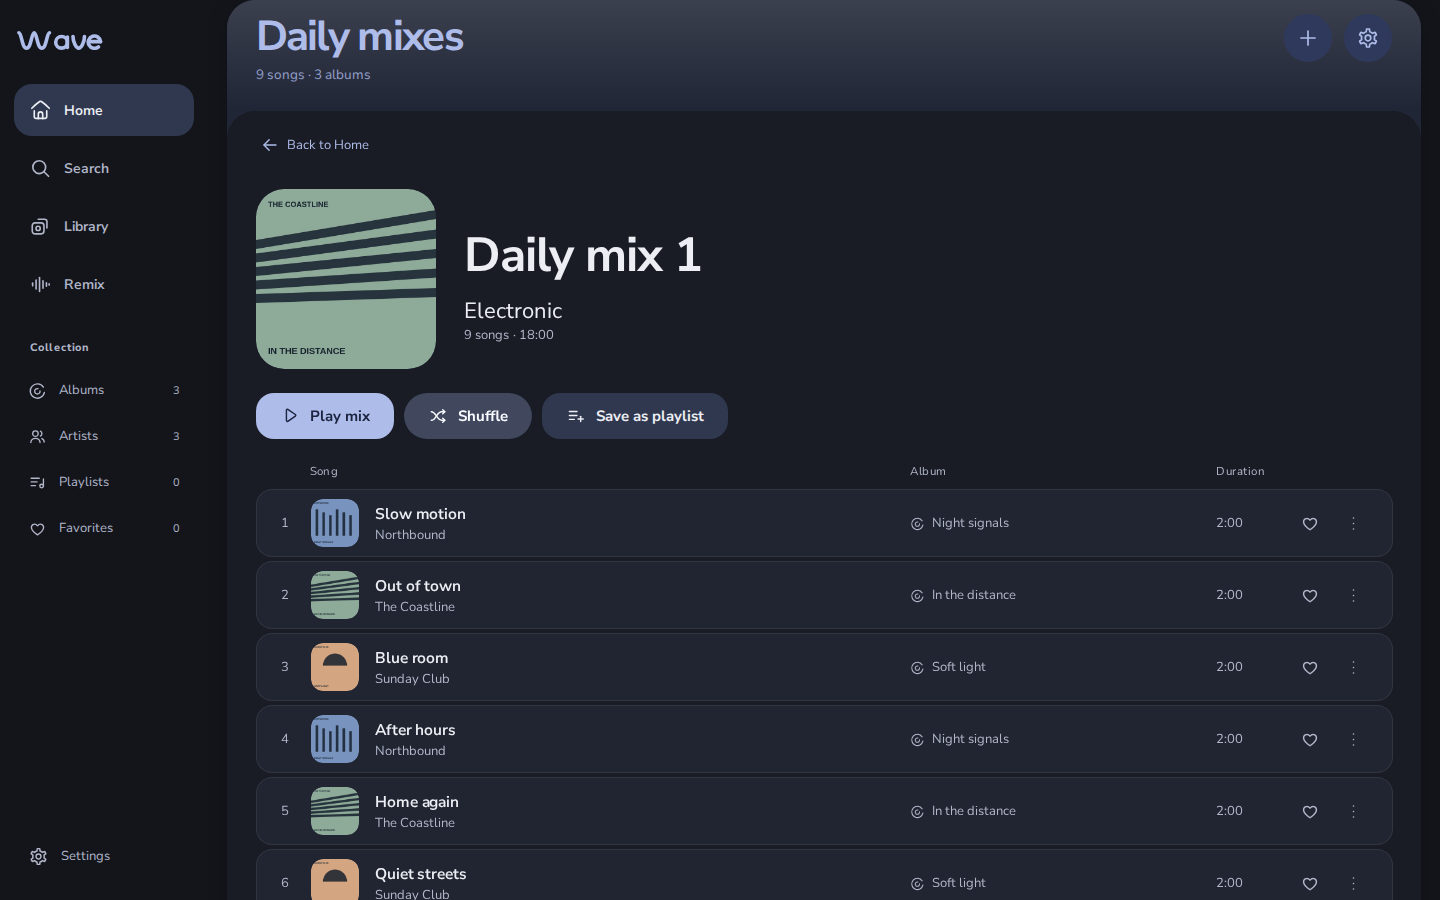 Wave
Home
Search
Library
Remix
Collection
Albums 3
Artists 3
Playlists 0
Favorites 0
Settings
Daily mixes
9 songs · 3 albums
Back to Home
THE COASTLINE
IN THE DISTANCE
Daily mix 1
Electronic
9 songs · 18:00
Play mix
Shuffle
Save as playlist
Song Album Duration
1 Slow motion Night signals 2:00
Northbound
2 Out of town In the distance 2:00
The Coastline
3 Blue room Soft light 2:00
Sunday Club
4 After hours Night signals 2:00
Northbound
5 Home again In the distance 2:00
The Coastline
6 Quiet streets Soft light 2:00
Sunday Club